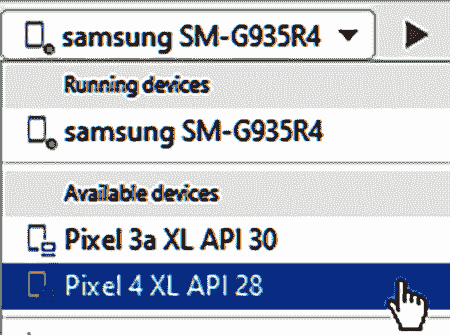 samsung SM-G935R4
Running devices
samsung SM-G935R4
Available devices
Pixel 3a XL API 30
Pixel 4 XL API 28